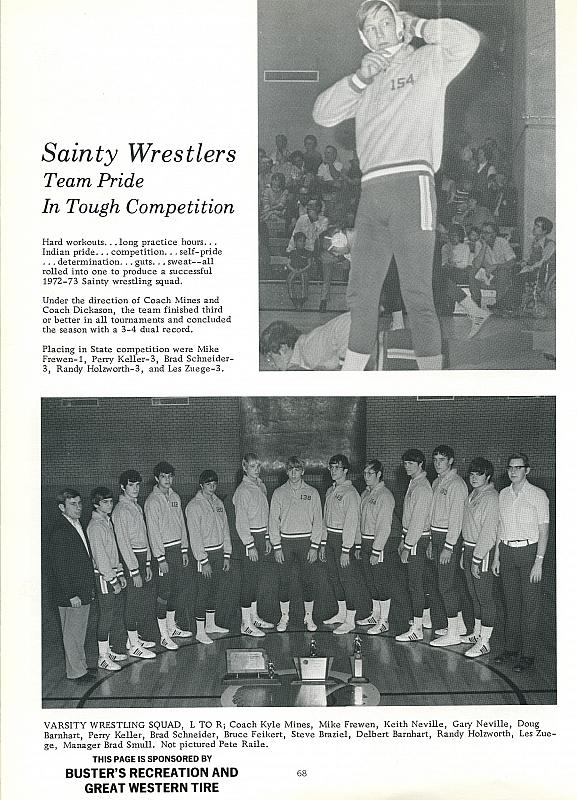 154
Sainty Wrestlers
Team Pride
In Tough Competition
Hard workouts...long practice hours...
Indian pride...competition...self-pride
...determination...guts...sweat--all
rolled into one to produce a successful
1972-73 Sainty wrestling squad.
Under the direction of Coach Mines and
Coach Dickason, the team finished third
or better in all tournaments and concluded
the season with a 3-4 dual record.
Placing in State competition were Mike
Frewen-1, Perry Keller-3, Brad Schneider-
3, Randy Holzworth-3, and Les Zuege-3.
138
VARSITY WRESTLING SQUAD, L TO R; Coach Kyle Mines, Mike Frewen, Keith Neville, Gary Neville, Doug
Barnhart, Perry Keller, Brad Schneider, Bruce Feikert, Steve Braziel, Delbert Barnhart, Randy Holzworth, Les Zue-
ge, Manager Brad Smull. Not pictured Pete Raile.
THIS PAGE IS SPONSORED BY
BUSTER'S RECREATION AND
GREAT WESTERN TIRE
68